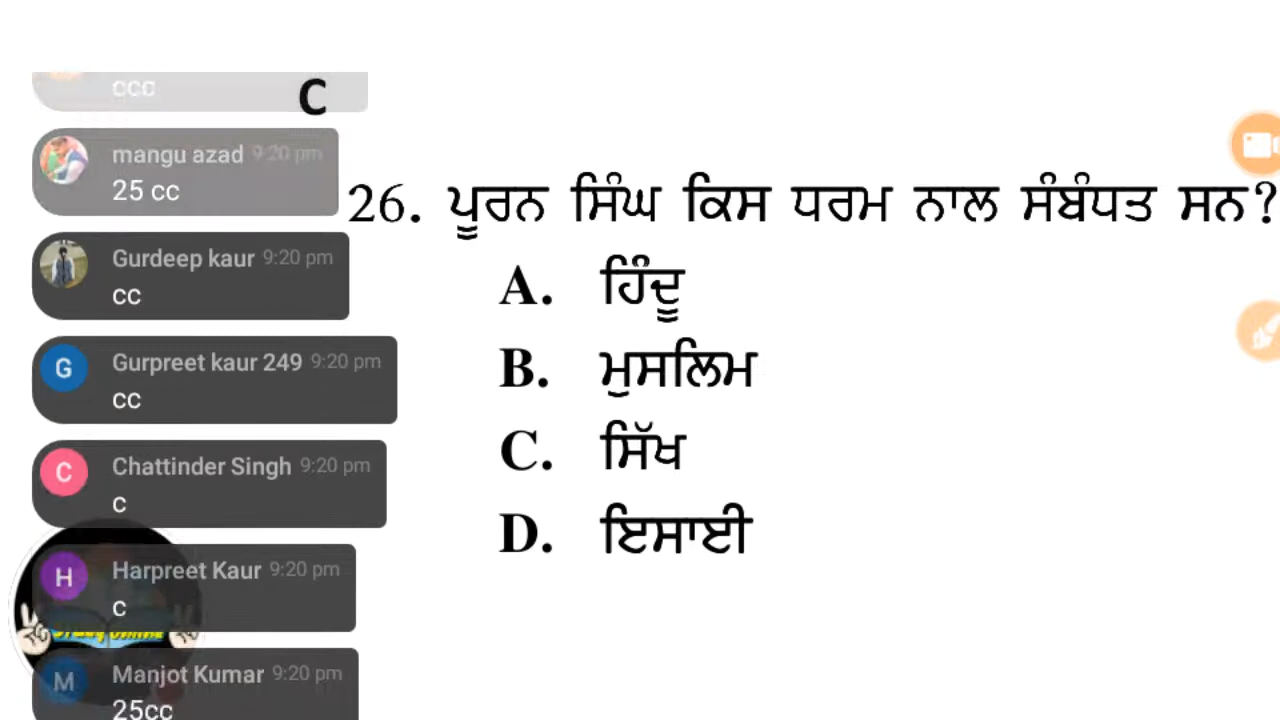 ccc
C
mangu azad 9:20 pm
25 cc
Gurdeep kaur 9:20 pm
cc
Gurpreet kaur 249 9:20 pm
cc
Chattinder Singh 9:20 pm
c
Harpreet Kaur 9:20 pm
c
Manjot Kumar 9:20 pm
25cc
26. ਪੂਰਨ ਸਿੰਘ ਕਿਸ ਧਰਮ ਨਾਲ ਸੰਬੰਧਤ ਸਨ?
A. ਹਿੰਦੂ
B. ਮੁਸਲਿਮ
C. ਸਿੱਖ
D. ਇਸਾਈ